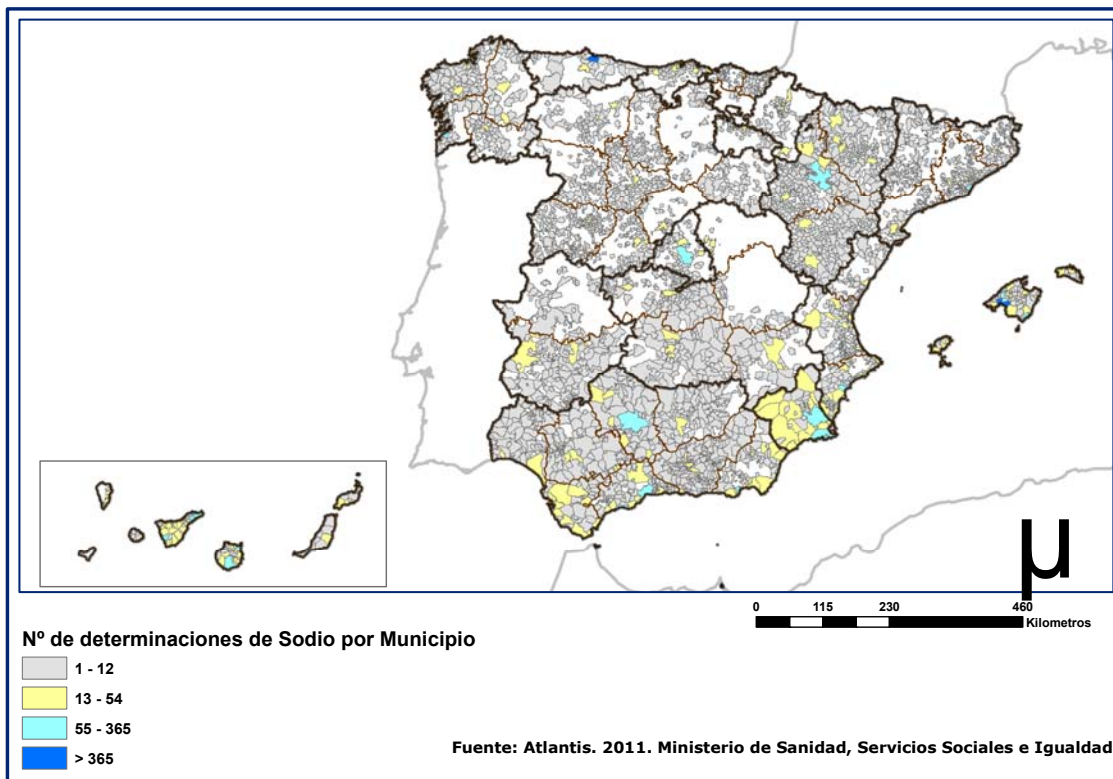 µ
0 115 230 460
Kilometros
Nº de determinaciones de Sodio por Municipio
1 - 12
13 - 54
55 - 365
> 365
Fuente: Atlantis. 2011. Ministerio de Sanidad, Servicios Sociales e Igualdad